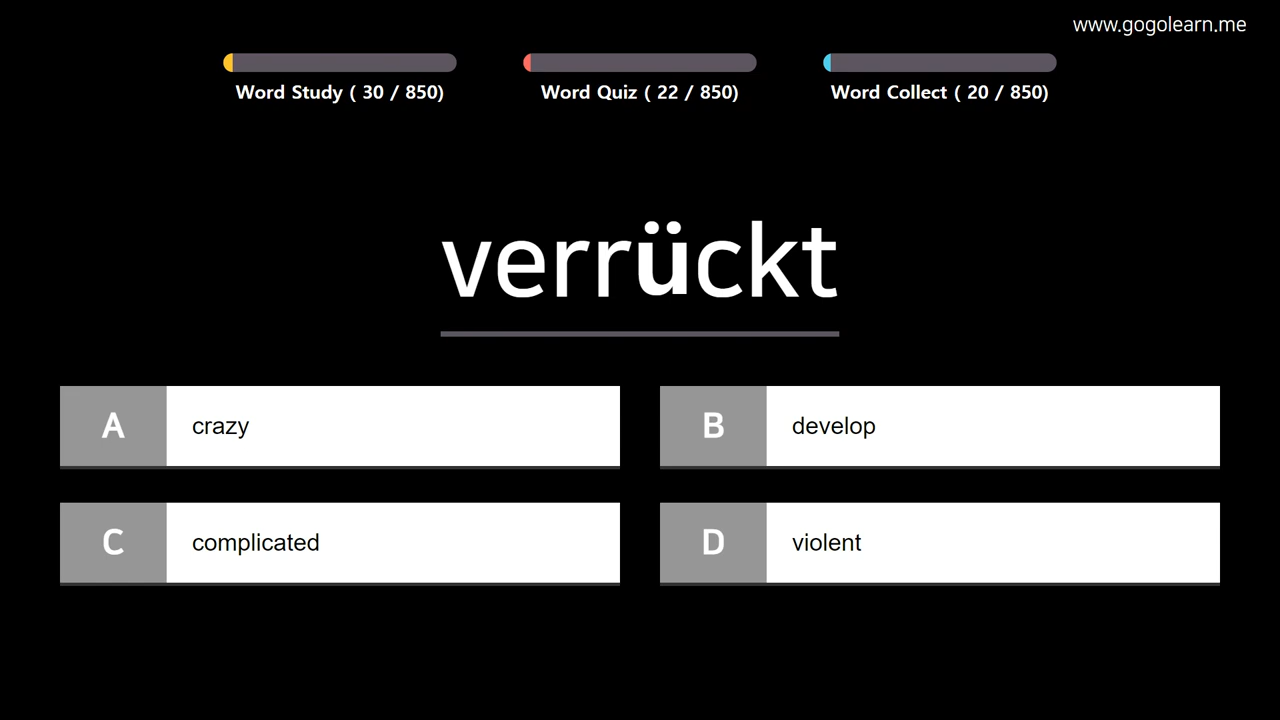 www.gogolearn.me
Word Study ( 30 / 850)
Word Quiz ( 22 / 850)
Word Collect ( 20 / 850)
verrückt
A crazy
B develop
C complicated
D violent